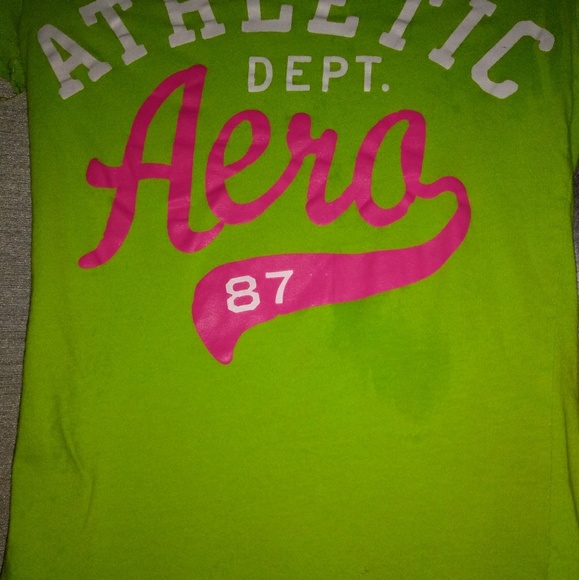 ATHLETIC
DEPT.
Aero
87